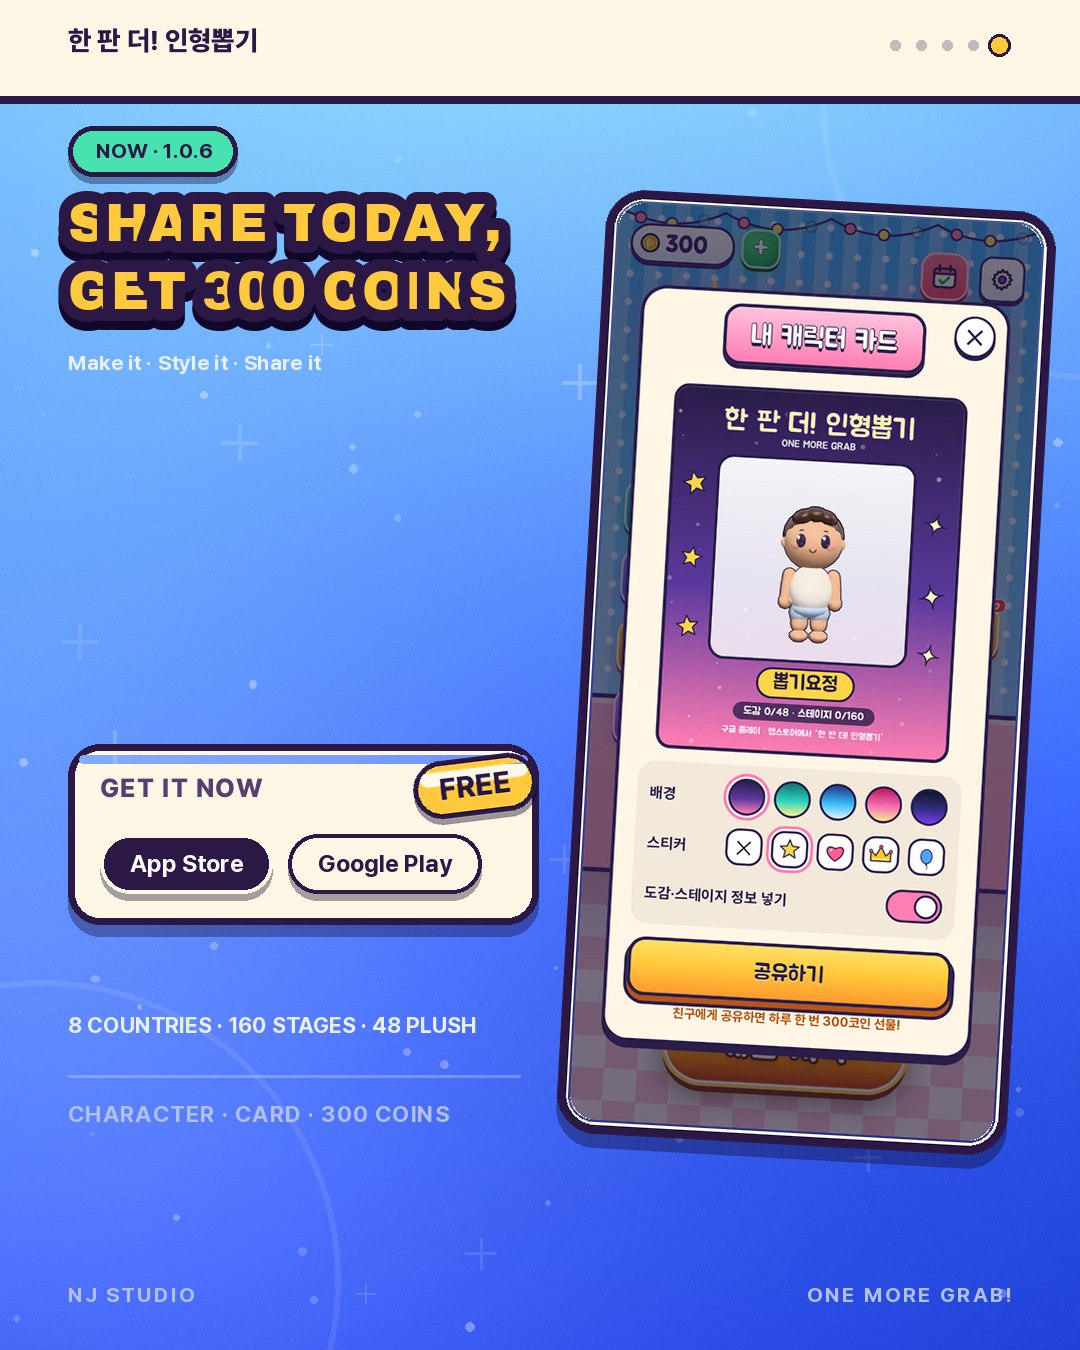 한 판 더! 인형뽑기
NOW · 1.0.6
SHARE TODAY,
GET 300 COINS
Make it · Style it · Share it
300
내 캐릭터 카드
한 판 더! 인형뽑기
ONE MORE GRAB
뽑기요정
도감 0/48 · 스테이지 0/160
구글 플레이 · 앱스토어에서 '한 판 더! 인형뽑기'
배경
스티커
도감·스테이지 정보 넣기
공유하기
친구에게 공유하면 하루 한 번 300코인 선물!
GET IT NOW
FREE
App Store
Google Play
8 COUNTRIES · 160 STAGES · 48 PLUSH
CHARACTER · CARD · 300 COINS
NJ STUDIO
ONE MORE GRAB!